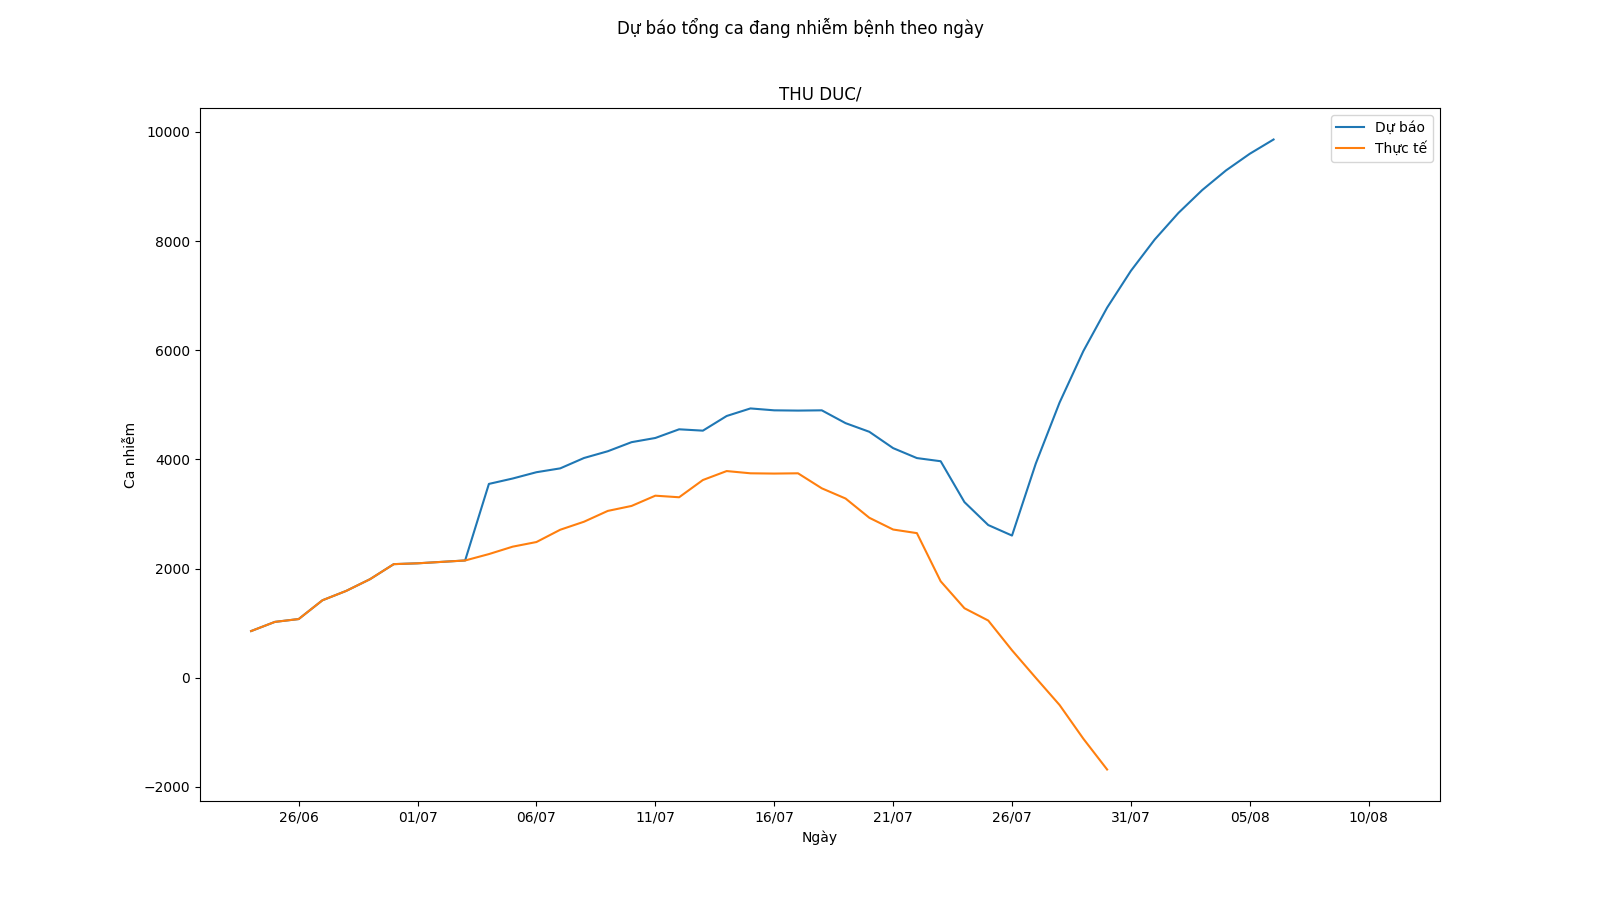 Dự báo tổng ca đang nhiễm bệnh theo ngày
THU DUC/
Dự báo
Thực tế
10000
8000
6000
4000
2000
0
−2000
Ca nhiễm
26/06 01/07 06/07 11/07 16/07 21/07 26/07 31/07 05/08 10/08
Ngày